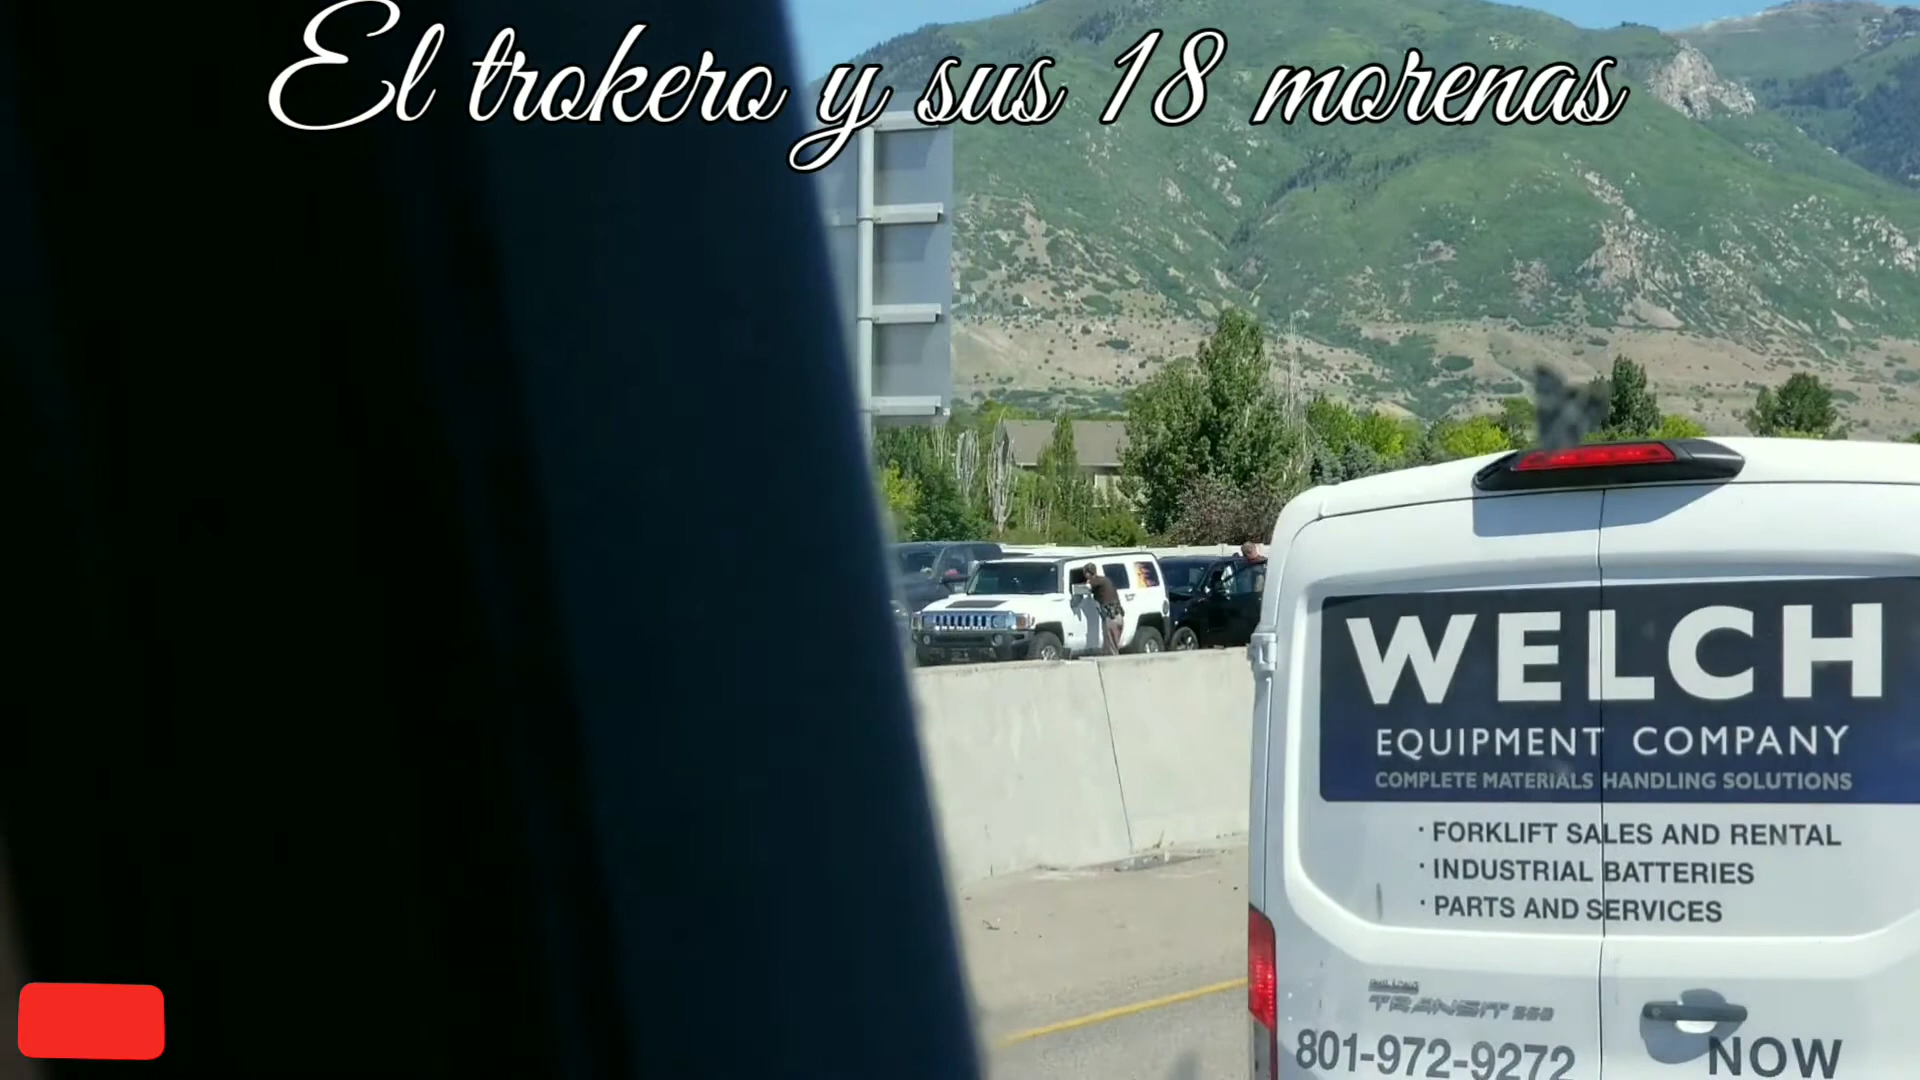 El trokero y sus 18 morenas
WELCH
EQUIPMENT COMPANY
COMPLETE MATERIALS HANDLING SOLUTIONS
· FORKLIFT SALES AND RENTAL
· INDUSTRIAL BATTERIES
· PARTS AND SERVICES
TRANSIT 250
801-972-9272
NOW